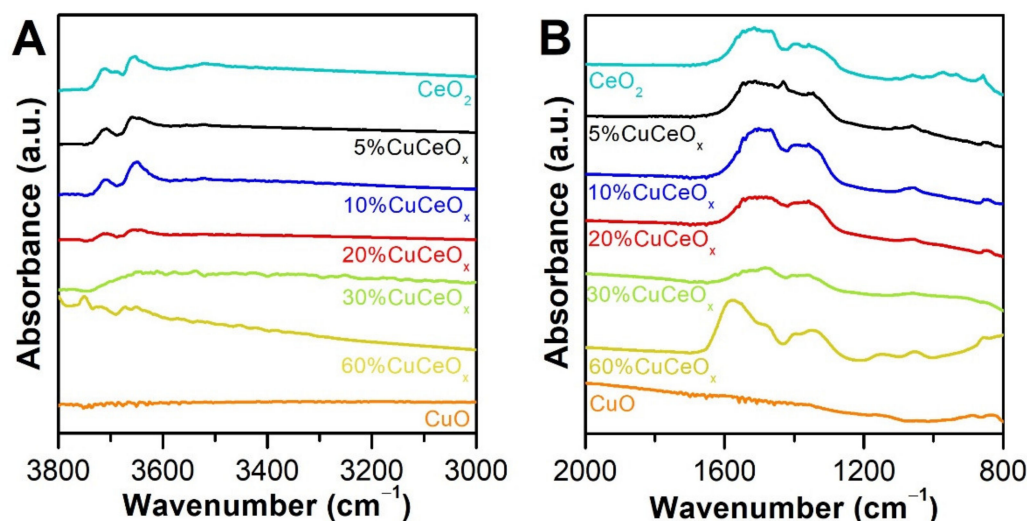 A
Absorbance (a.u.)
CeO₂
5%CuCeOₓ
10%CuCeOₓ
20%CuCeOₓ
30%CuCeOₓ
60%CuCeOₓ
CuO
3800 3600 3400 3200 3000
Wavenumber (cm⁻¹)
B
Absorbance (a.u.)
CeO₂
5%CuCeOₓ
10%CuCeOₓ
20%CuCeOₓ
30%CuCeOₓ
60%CuCeOₓ
CuO
2000 1600 1200 800
Wavenumber (cm⁻¹)